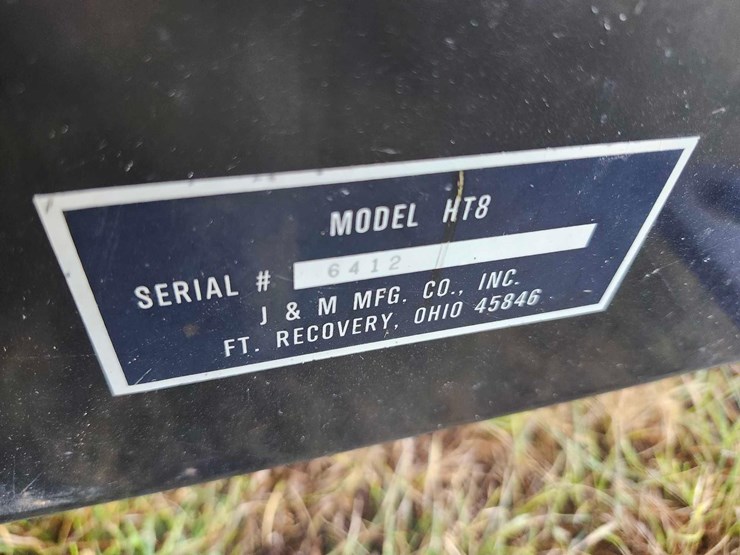 MODEL HT8
SERIAL # 6412
J & M MFG. CO., INC.
FT. RECOVERY, OHIO 45846